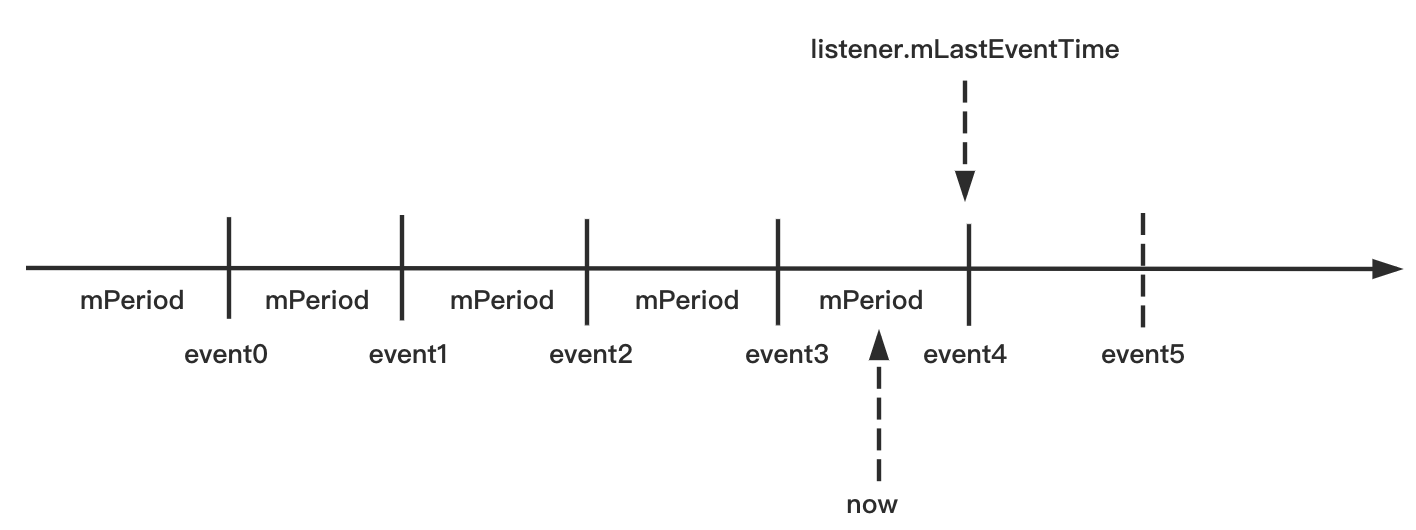 listener.mLastEventTime
mPeriod mPeriod mPeriod mPeriod mPeriod
event0 event1 event2 event3 event4 event5
now